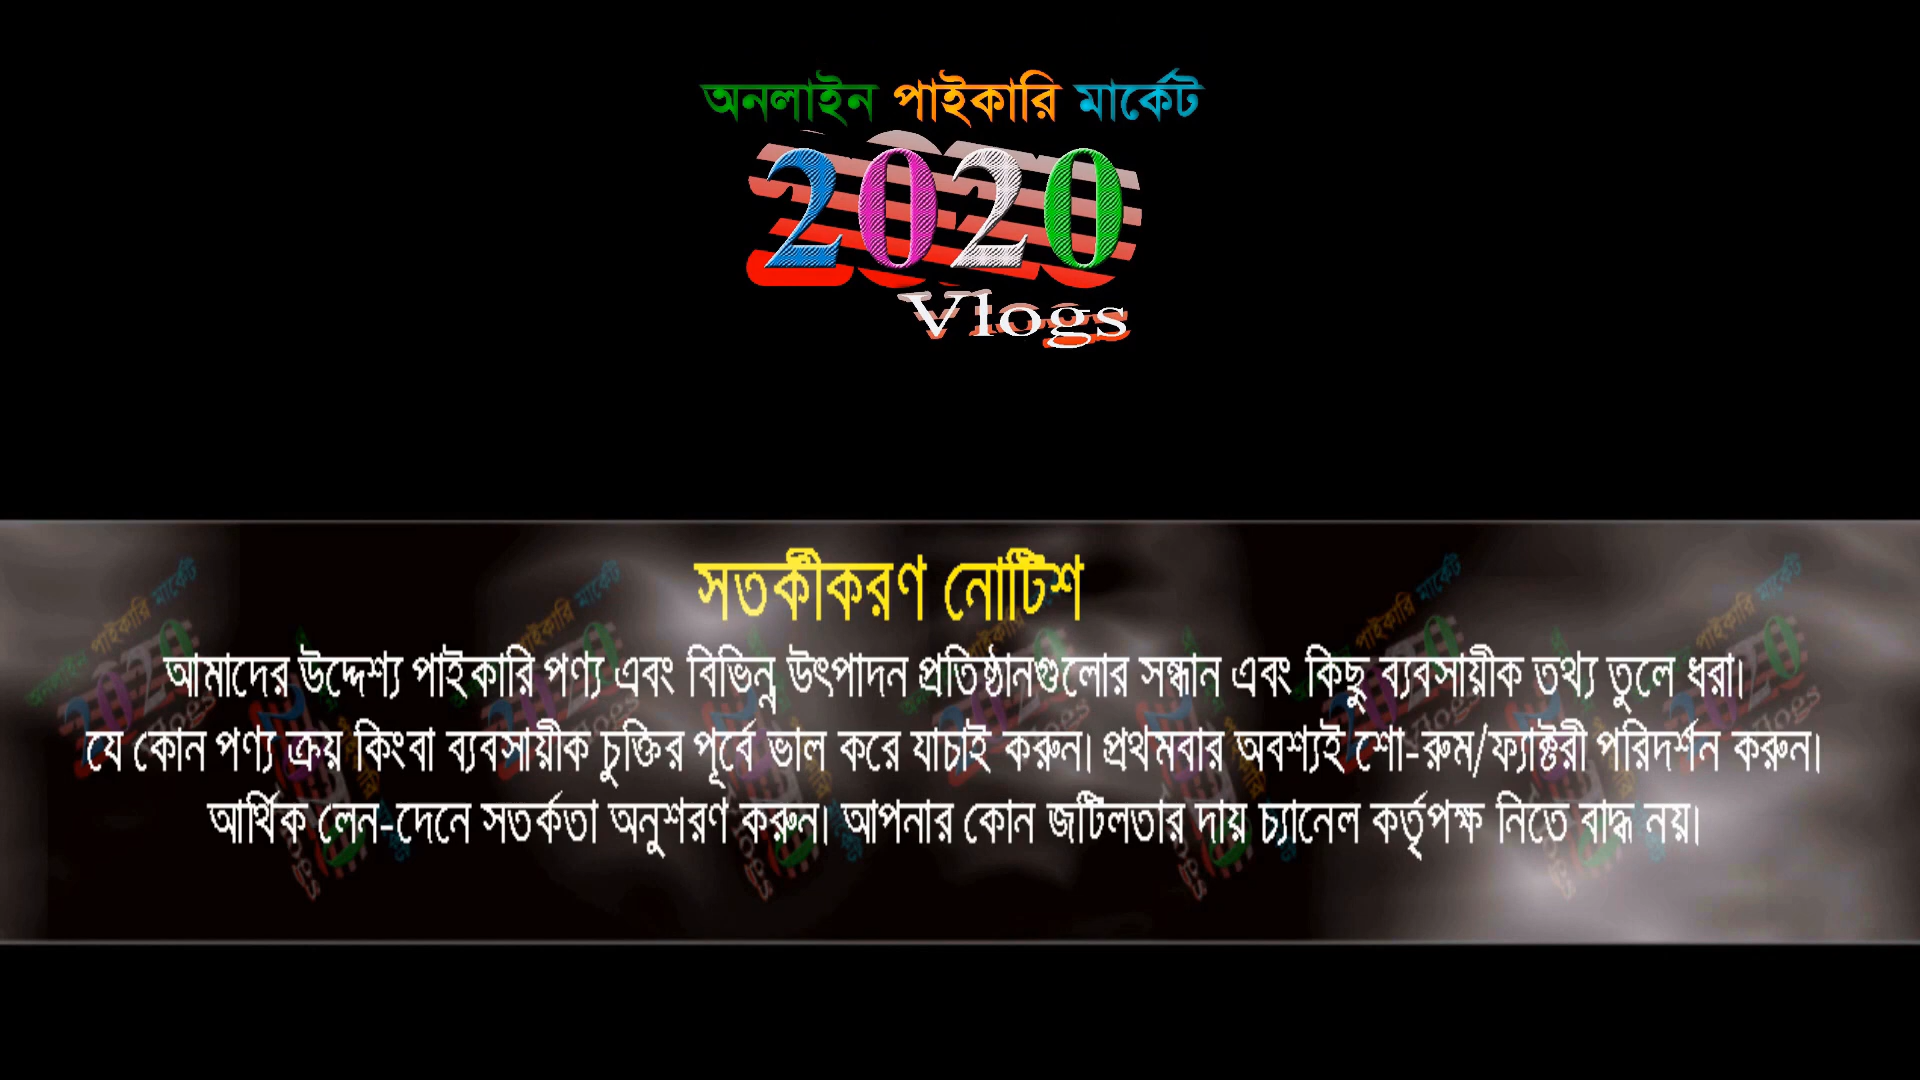 অনলাইন পাইকারি মার্কেট
2020
Vlogs
সতর্কীকরণ নোটিশ
আমাদের উদ্দেশ্য পাইকারি পণ্য এবং বিভিন্ন উৎপাদন প্রতিষ্ঠানগুলোর সন্ধান এবং কিছু ব্যবসায়ীক তথ্য তুলে ধরা।
যে কোন পণ্য ক্রয় কিংবা ব্যবসায়ীক চুক্তির পূর্বে ভাল করে যাচাই করুন। প্রথমবার অবশ্যই শো-রুম/ফ্যাক্টরী পরিদর্শন করুন।
আর্থিক লেন-দেনে সতর্কতা অনুশরণ করুন। আপনার কোন জটিলতার দায় চ্যানেল কর্তৃপক্ষ নিতে বাদ্ধ নয়।